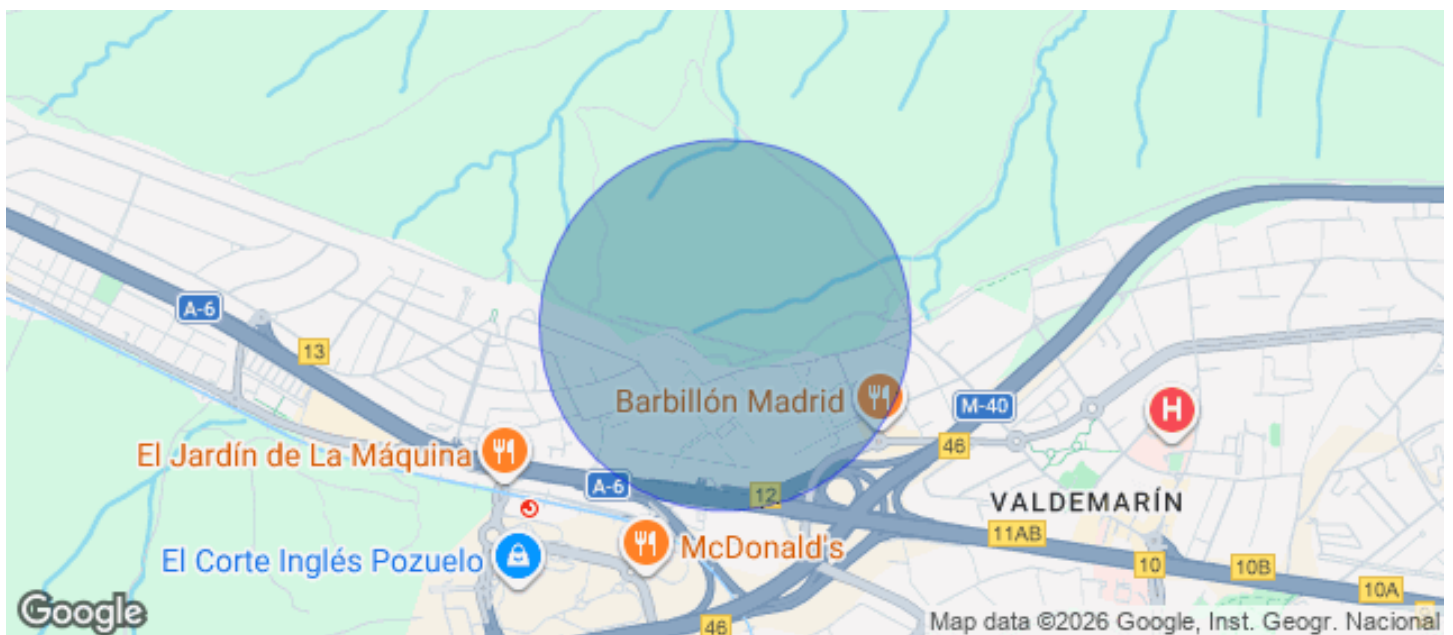 A-6
13
Barbillón Madrid
M-40
H
El Jardín de La Máquina
46
A-6
12
VALDEMARÍN
11AB
McDonald's
El Corte Inglés Pozuelo
10
10B
10A
Google
46
Map data ©2026 Google, Inst. Geogr. Nacional